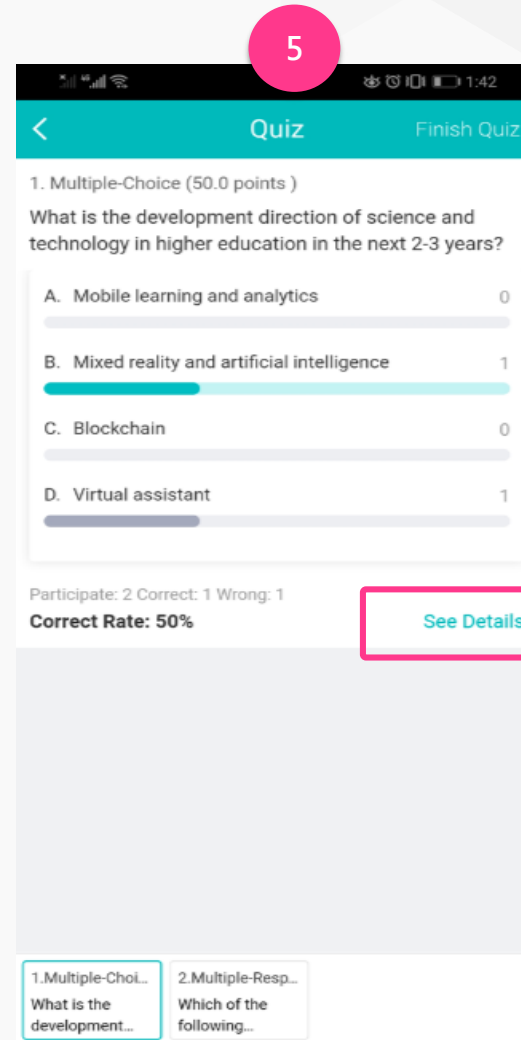 5
4G 1:42
Quiz Finish Quiz
1. Multiple-Choice (50.0 points )
What is the development direction of science and
technology in higher education in the next 2-3 years?
A. Mobile learning and analytics 0
B. Mixed reality and artificial intelligence 1
C. Blockchain 0
D. Virtual assistant 1
Participate: 2 Correct: 1 Wrong: 1
Correct Rate: 50% See Details
1.Multiple-Choi... 2.Multiple-Resp...
What is the Which of the
development... following...